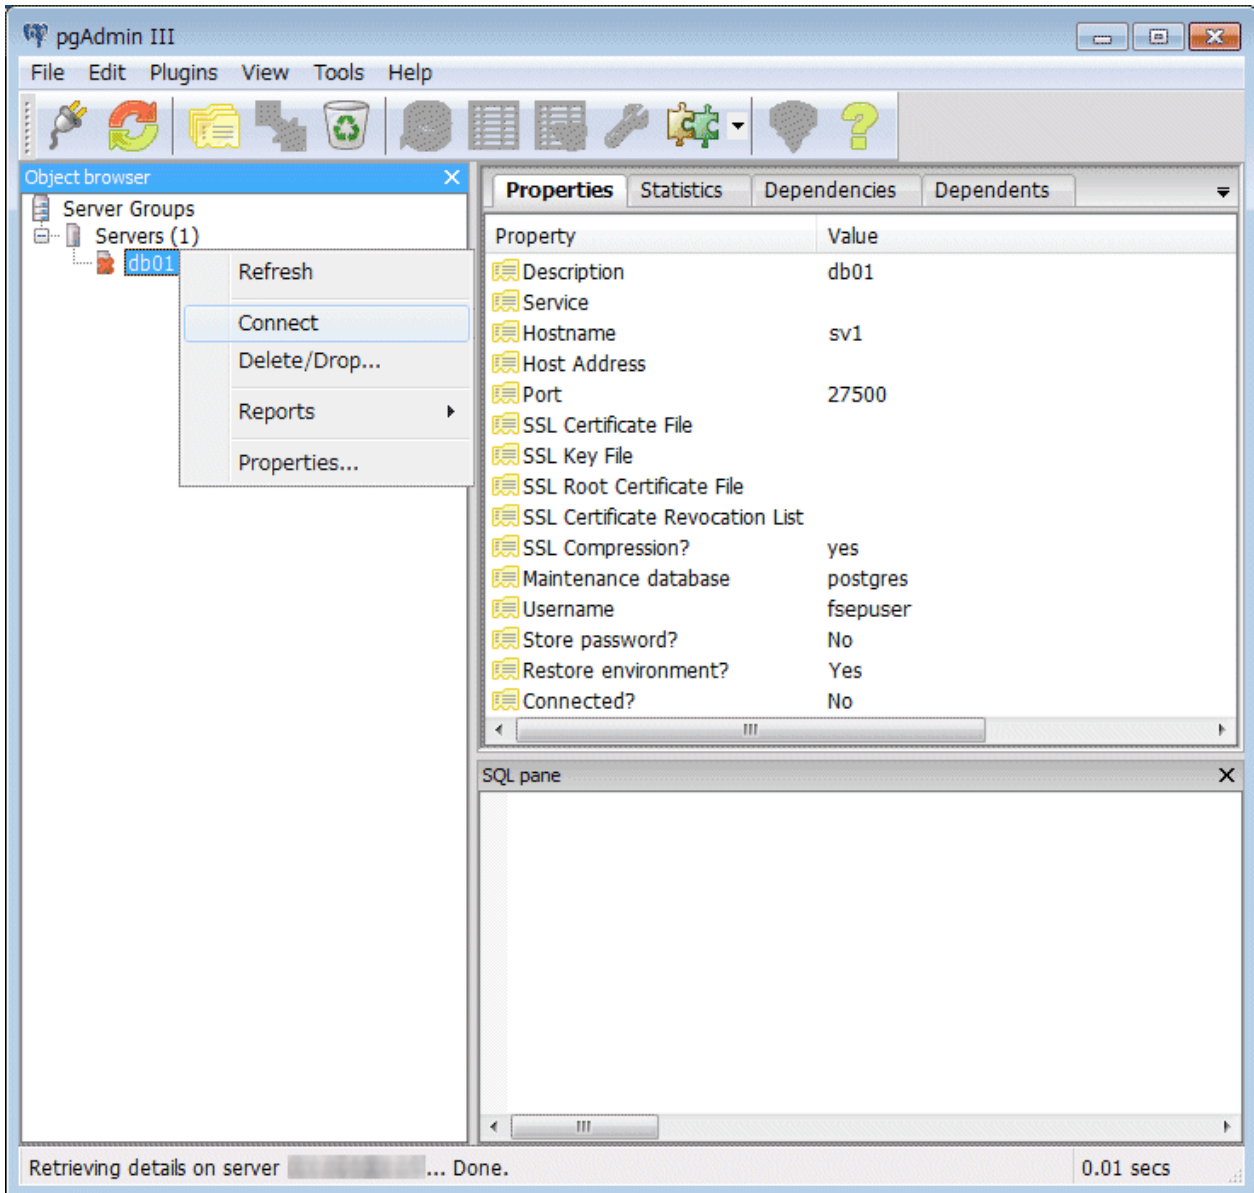 pgAdmin III
File Edit Plugins View Tools Help
Object browser
Server Groups
Servers (1)
db01
Refresh
Connect
Delete/Drop...
Reports
Properties...
Properties Statistics Dependencies Dependents
Property Value
Description db01
Service
Hostname sv1
Host Address
Port 27500
SSL Certificate File
SSL Key File
SSL Root Certificate File
SSL Certificate Revocation List
SSL Compression? yes
Maintenance database postgres
Username fsepuser
Store password? No
Restore environment? Yes
Connected? No
SQL pane
Retrieving details on server ... Done. 0.01 secs